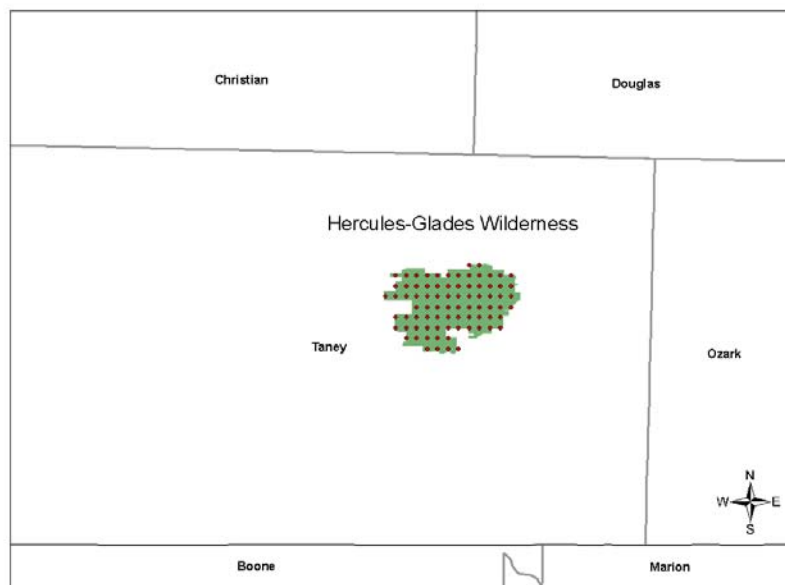 Christian
Douglas
Hercules-Glades Wilderness
Taney
Ozark
N
W
E
S
Boone
Marion